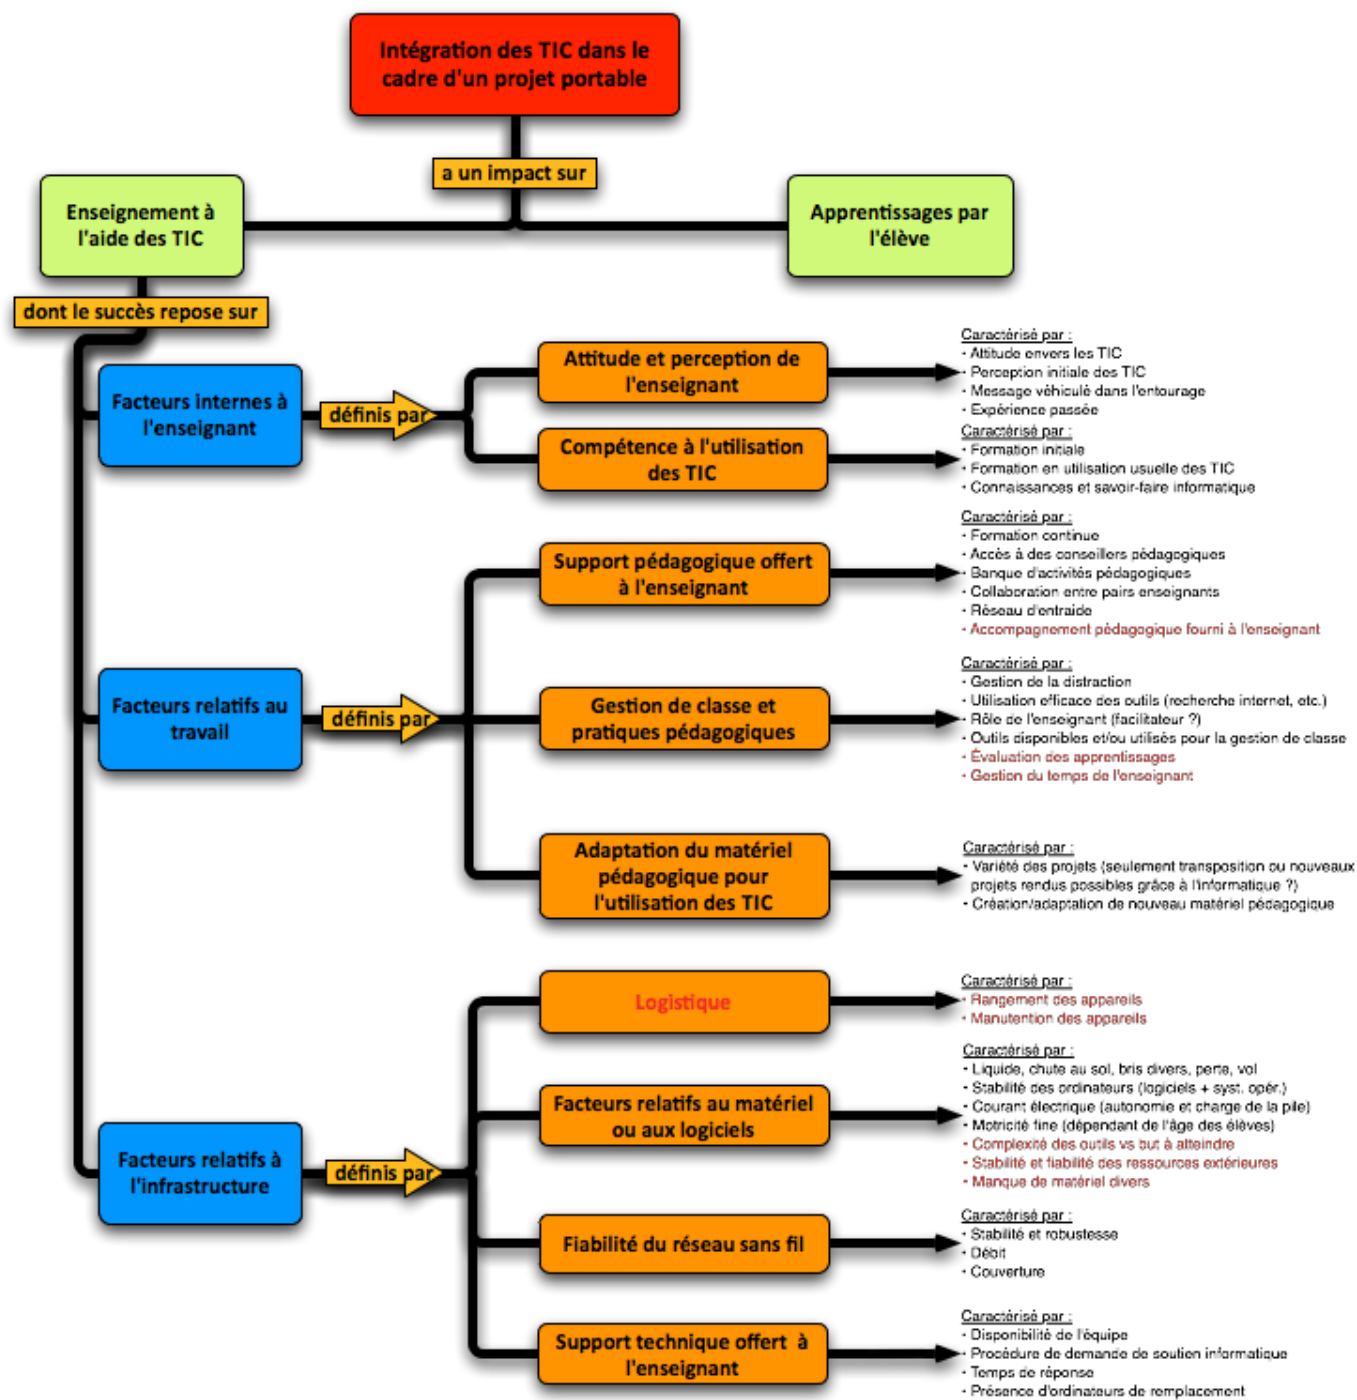 Intégration des TIC dans le
cadre d'un projet portable
a un impact sur
Enseignement à
l'aide des TIC
Apprentissages par
l'élève
dont le succès repose sur
Facteurs internes à
l'enseignant
définis par
Attitude et perception de
l'enseignant
Caractérisé par :
· Attitude envers les TIC
· Perception initiale des TIC
· Message véhiculé dans l'entourage
· Expérience passée
Compétence à l'utilisation
des TIC
Caractérisé par :
· Formation initiale
· Formation en utilisation usuelle des TIC
· Connaissances et savoir-faire informatique
Facteurs relatifs au
travail
définis par
Support pédagogique offert
à l'enseignant
Caractérisé par :
· Formation continue
· Accès à des conseillers pédagogiques
· Banque d'activités pédagogiques
· Collaboration entre pairs enseignants
· Réseau d'entraide
· Accompagnement pédagogique fourni à l'enseignant
Gestion de classe et
pratiques pédagogiques
Caractérisé par :
· Gestion de la distraction
· Utilisation efficace des outils (recherche internet, etc.)
· Rôle de l'enseignant (facilitateur ?)
· Outils disponibles et/ou utilisés pour la gestion de classe
· Évaluation des apprentissages
· Gestion du temps de l'enseignant
Adaptation du matériel
pédagogique pour
l'utilisation des TIC
Caractérisé par :
· Variété des projets (seulement transposition ou nouveaux
projets rendus possibles grâce à l'informatique ?)
· Création/adaptation de nouveau matériel pédagogique
Facteurs relatifs à
l'infrastructure
définis par
Logistique
Caractérisé par :
· Rangement des appareils
· Manutention des appareils
Facteurs relatifs au matériel
ou aux logiciels
Caractérisé par :
· Liquide, chute au sol, bris divers, perte, vol
· Stabilité des ordinateurs (logiciels + syst. opér.)
· Courant électrique (autonomie et charge de la pile)
· Motricité fine (dépendant de l'âge des élèves)
· Complexité des outils vs but à atteindre
· Stabilité et fiabilité des ressources extérieures
· Manque de matériel divers
Fiabilité du réseau sans fil
Caractérisé par :
· Stabilité et robustesse
· Débit
· Couverture
Support technique offert à
l'enseignant
Caractérisé par :
· Disponibilité de l'équipe
· Procédure de demande de soutien informatique
· Temps de réponse
· Présence d'ordinateurs de remplacement